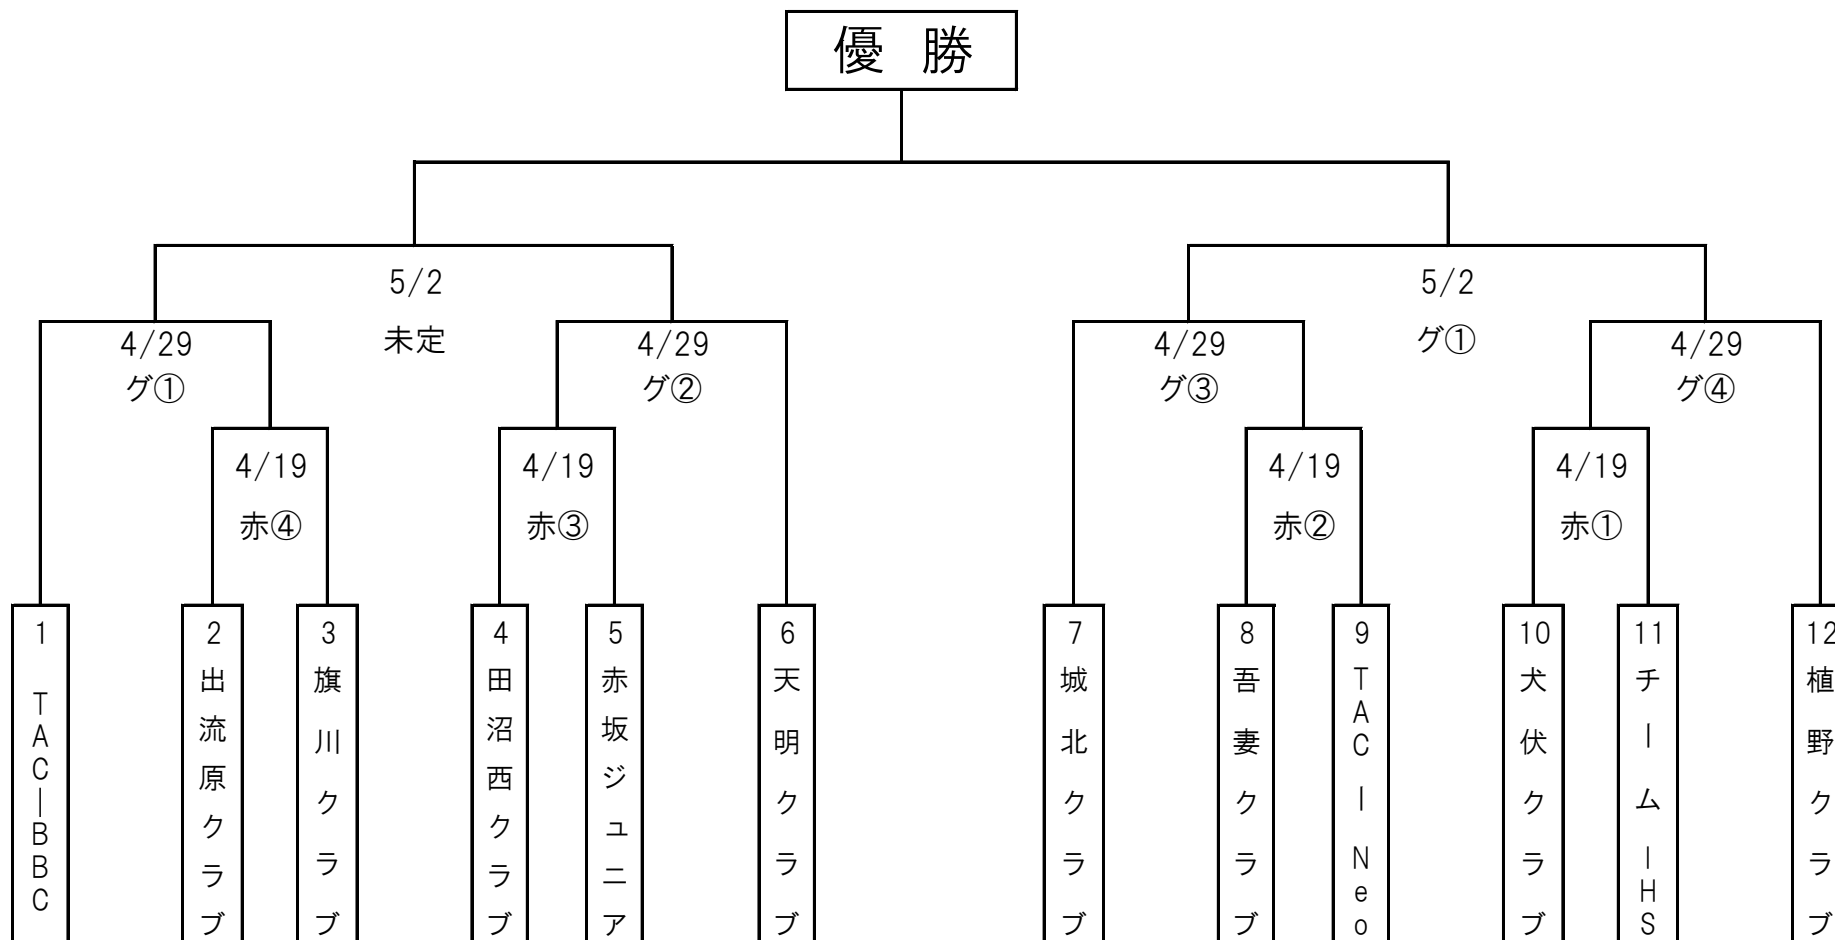 優 勝
5/2
未定
5/2
グ①
4/29
グ①
4/29
グ②
4/29
グ③
4/29
グ④
4/19
赤④
4/19
赤③
4/19
赤②
4/19
赤①
1 TAC—BBC
2 出流原クラブ
3 旗川クラブ
4 田沼西クラブ
5 赤坂ジュニア
6 天明クラブ
7 城北クラブ
8 吾妻クラブ
9 TAC—Neo
10 犬伏クラブ
11 チーム—HS
12 植野クラブ